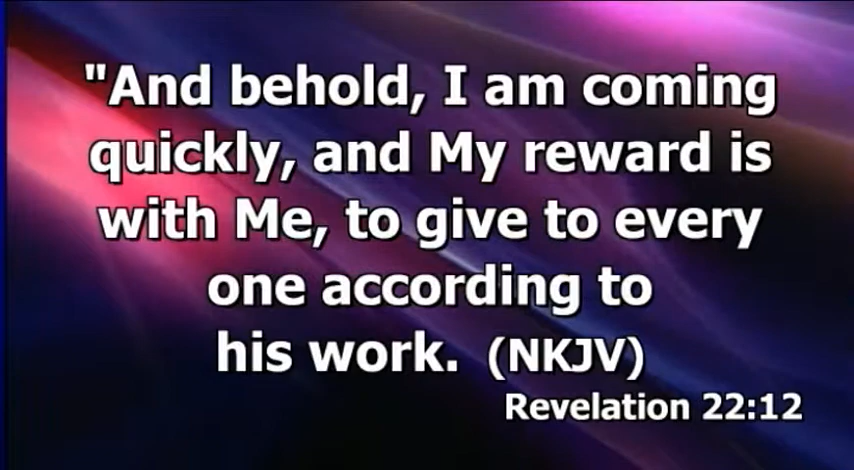 "And behold, I am coming
quickly, and My reward is
with Me, to give to every
one according to
his work. (NKJV)
Revelation 22:12